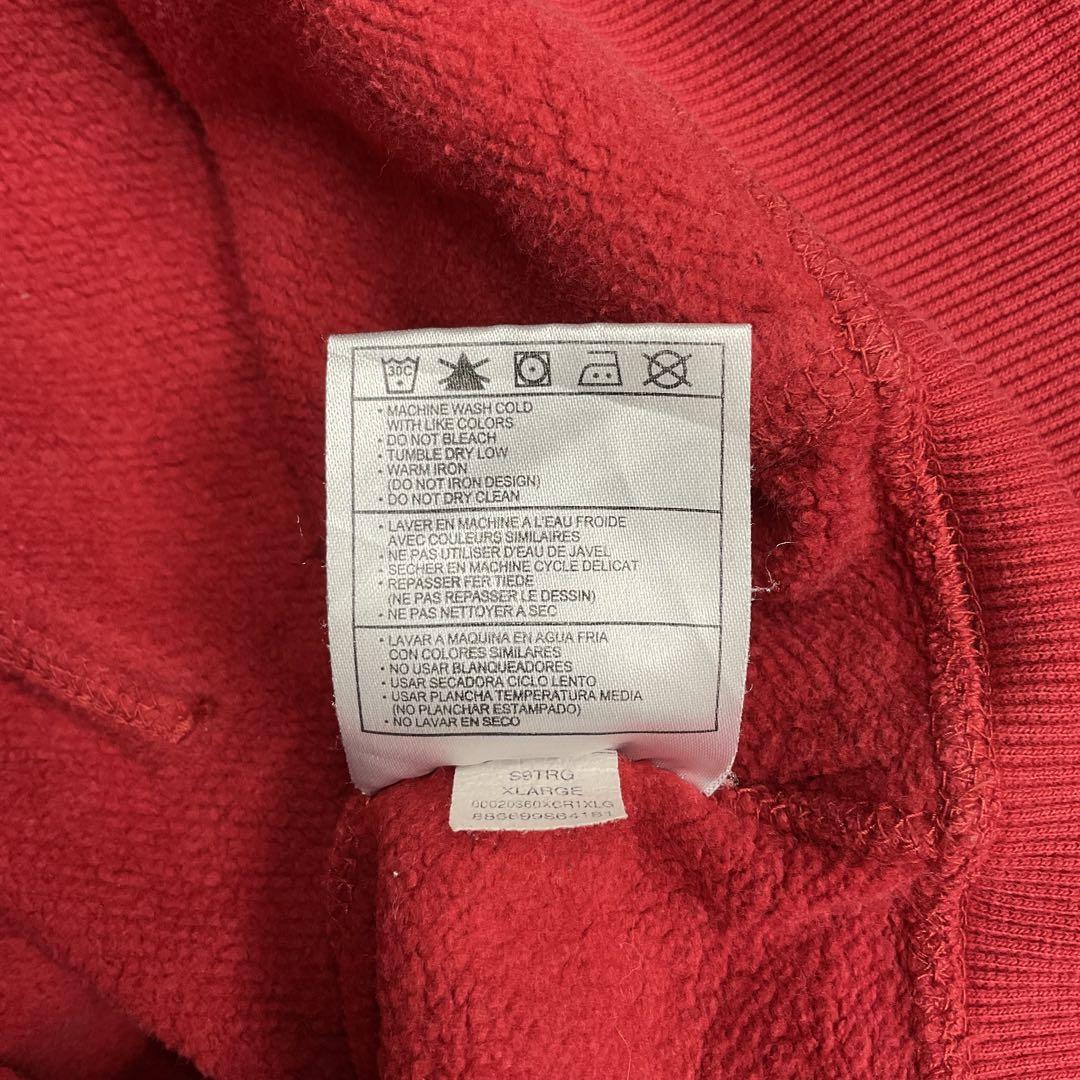 30C
• MACHINE WASH COLD
WITH LIKE COLORS
• DO NOT BLEACH
• TUMBLE DRY LOW
• WARM IRON
(DO NOT IRON DESIGN)
• DO NOT DRY CLEAN
• LAVER EN MACHINE A L'EAU FROIDE
AVEC COULEURS SIMILAIRES
• NE PAS UTILISER D'EAU DE JAVEL
• SECHER EN MACHINE CYCLE DELICAT
• REPASSER FER TIEDE
(NE PAS REPASSER LE DESSIN)
• NE PAS NETTOYER A SEC
• LAVAR A MAQUINA EN AGUA FRIA
CON COLORES SIMILARES
• NO USAR BLANQUEADORES
• USAR SECADORA CICLO LENTO
• USAR PLANCHA TEMPERATURA MEDIA
(NO PLANCHAR ESTAMPADO)
• NO LAVAR EN SECO
S9TRG
XLARGE